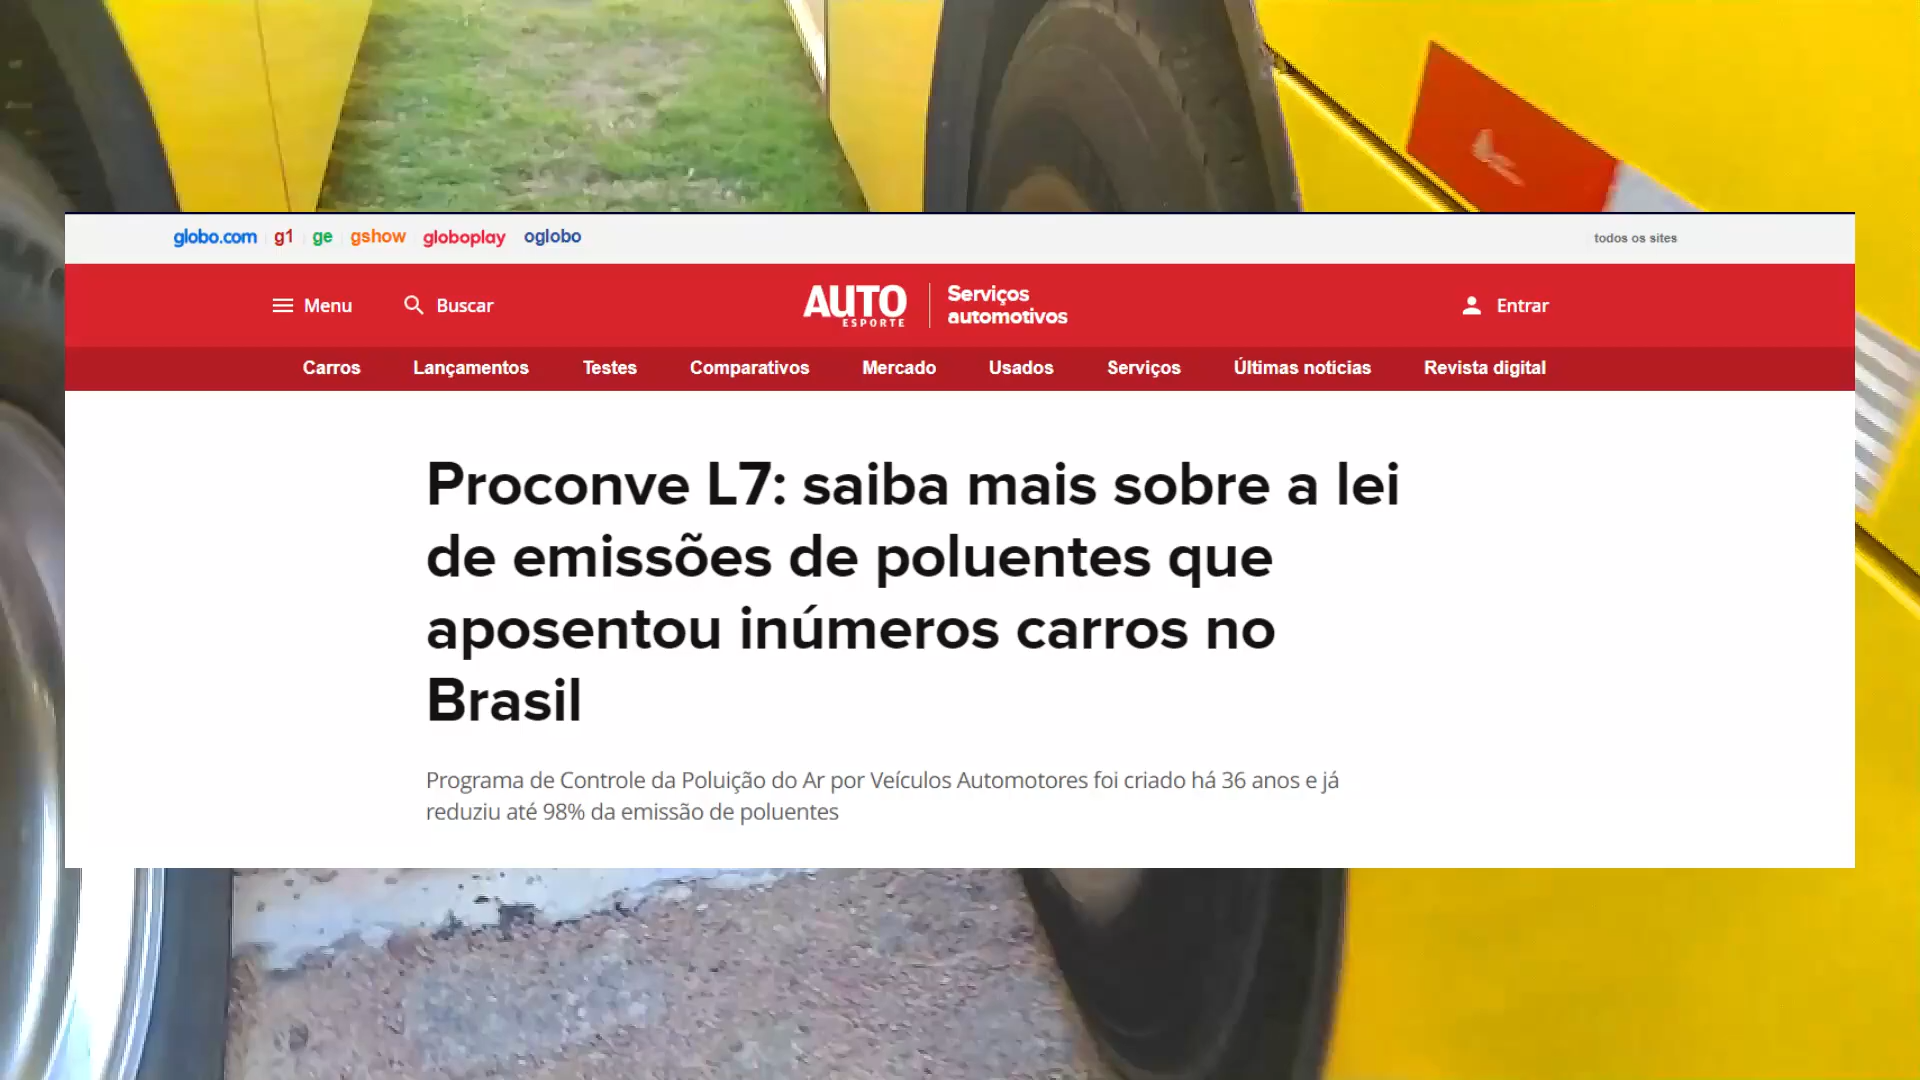 globo.com g1 ge gshow globoplay oglobo todos os sites
Menu Buscar AUTO ESPORTE Serviços automotivos Entrar
Carros Lançamentos Testes Comparativos Mercado Usados Serviços Últimas notícias Revista digital
Proconve L7: saiba mais sobre a lei
de emissões de poluentes que
aposentou inúmeros carros no
Brasil
Programa de Controle da Poluição do Ar por Veículos Automotores foi criado há 36 anos e já
reduziu até 98% da emissão de poluentes